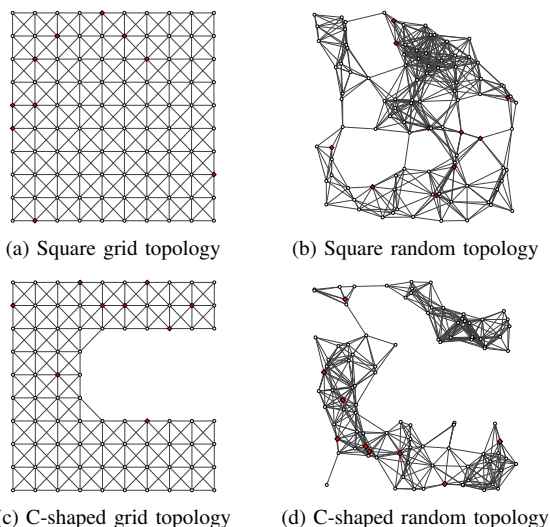 (a) Square grid topology
(b) Square random topology
(c) C-shaped grid topology
(d) C-shaped random topology